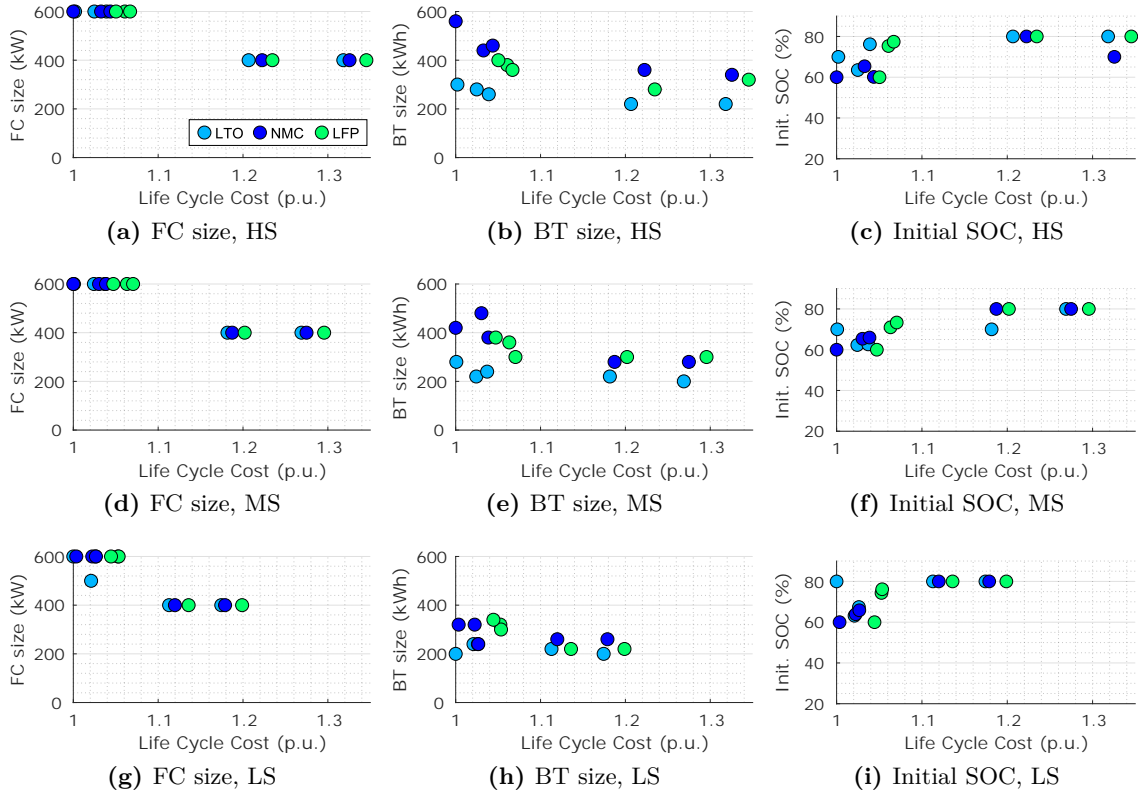 FC size (kW)
600
400
200
0
LTO NMC LFP
1 1.1 1.2 1.3
Life Cycle Cost (p.u.)
(a) FC size, HS
BT size (kWh)
600
400
200
0
1 1.1 1.2 1.3
Life Cycle Cost (p.u.)
(b) BT size, HS
Init. SOC (%)
80
60
40
20
1 1.1 1.2 1.3
Life Cycle Cost (p.u.)
(c) Initial SOC, HS
FC size (kW)
600
400
200
0
1 1.1 1.2 1.3
Life Cycle Cost (p.u.)
(d) FC size, MS
BT size (kWh)
600
400
200
0
1 1.1 1.2 1.3
Life Cycle Cost (p.u.)
(e) BT size, MS
Init. SOC (%)
80
60
40
20
1 1.1 1.2 1.3
Life Cycle Cost (p.u.)
(f) Initial SOC, MS
FC size (kW)
600
400
200
0
1 1.1 1.2 1.3
Life Cycle Cost (p.u.)
(g) FC size, LS
BT size (kWh)
600
400
200
0
1 1.1 1.2 1.3
Life Cycle Cost (p.u.)
(h) BT size, LS
Init. SOC (%)
80
60
40
20
1 1.1 1.2 1.3
Life Cycle Cost (p.u.)
(i) Initial SOC, LS